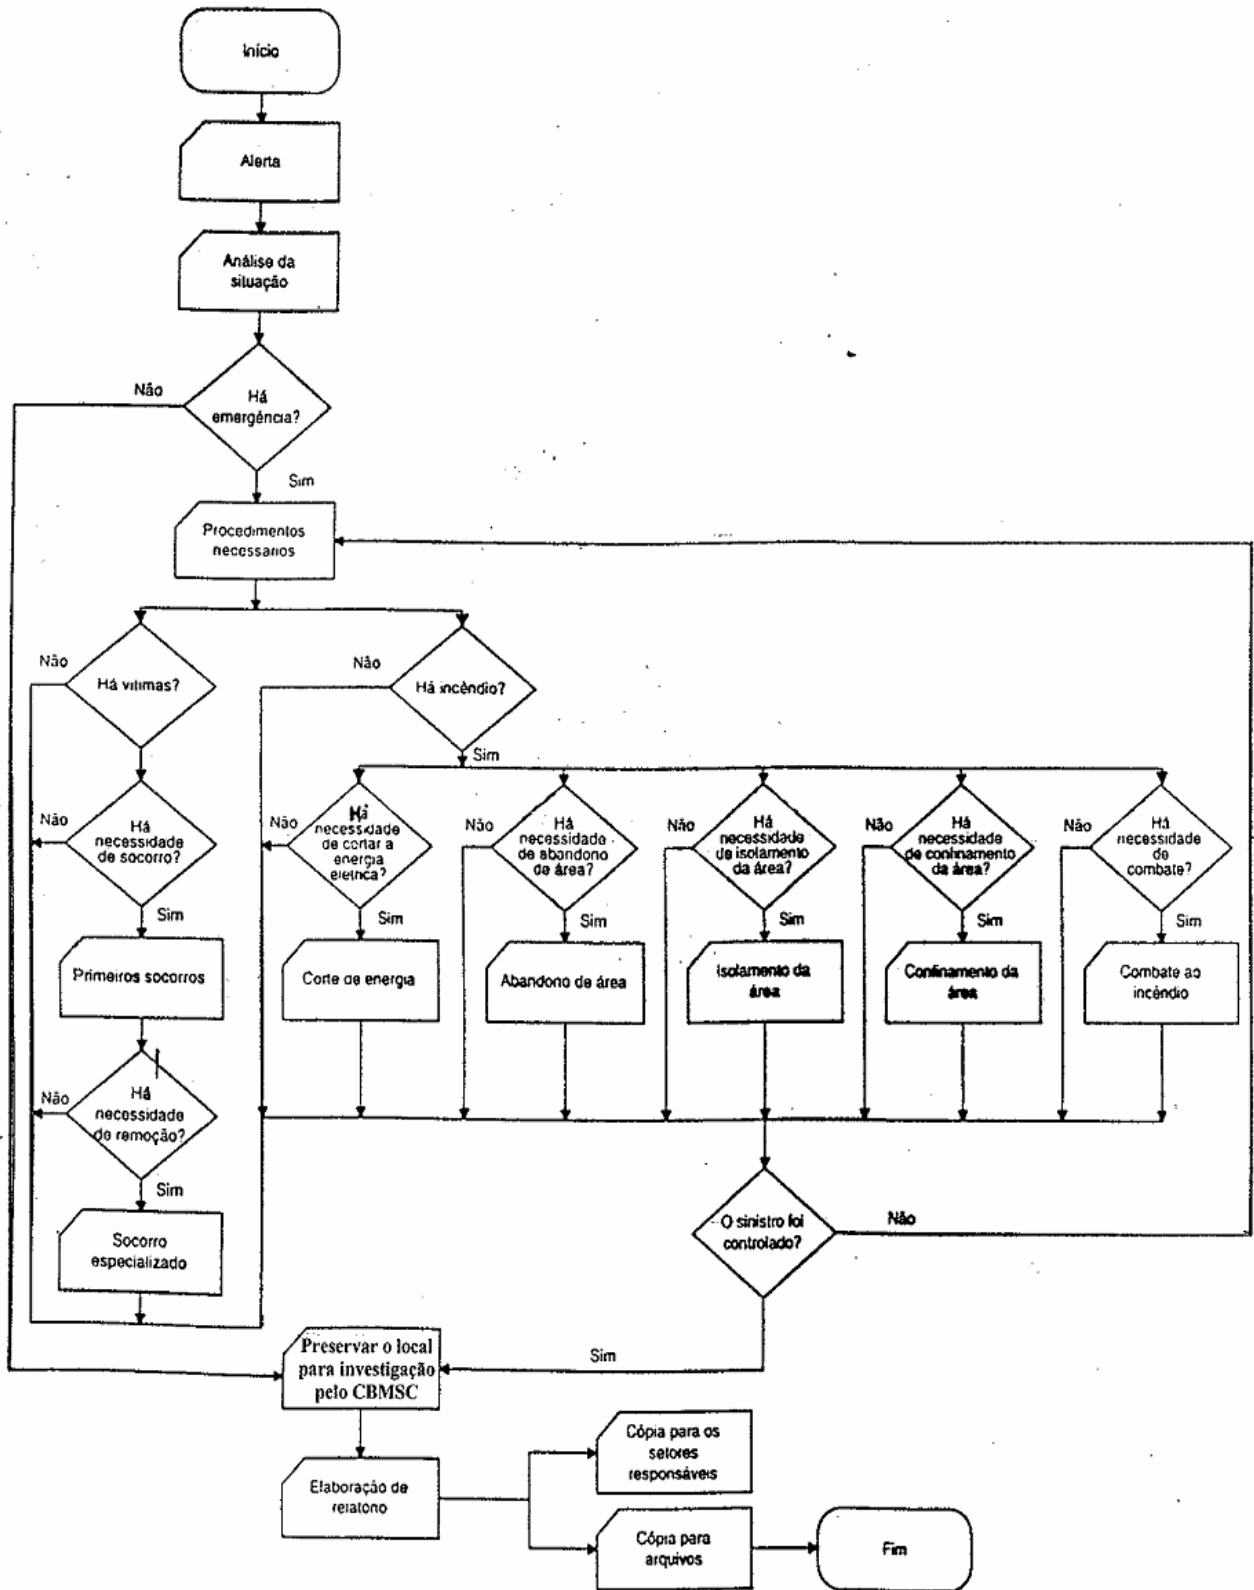 Início
Alerta
Análise da
situação
Não
Há
emergência?
Sim
Procedimentos
necessarios
Não
Há vitimas?
Não
Há incêndio?
Sim
Não
Há
necessidade
de socorro?
Sim
Não
Há
necessidade
de cortar a
energia
eletrica?
Sim
Não
Há
necessidade
de abandono
de área?
Sim
Não
Há
necessidade
de isolamento
da área?
Sim
Não
Há
necessidade
de confinamento
da área?
Sim
Não
Há
necessidade
de
combate?
Sim
Primeiros socorros
Corte de energia
Abandono de área
Isolamento da
área
Confinamento da
área
Combate ao
incêndio
Não
Há
necessidade
de remoção?
Sim
Socorro
especializado
O sinistro foi
controlado?
Não
Sim
Preservar o local
para investigação
pelo CBMSC
Elaboração de
relatorio
Cópia para os
setores
responsáveis
Cópia para
arquivos
Fim